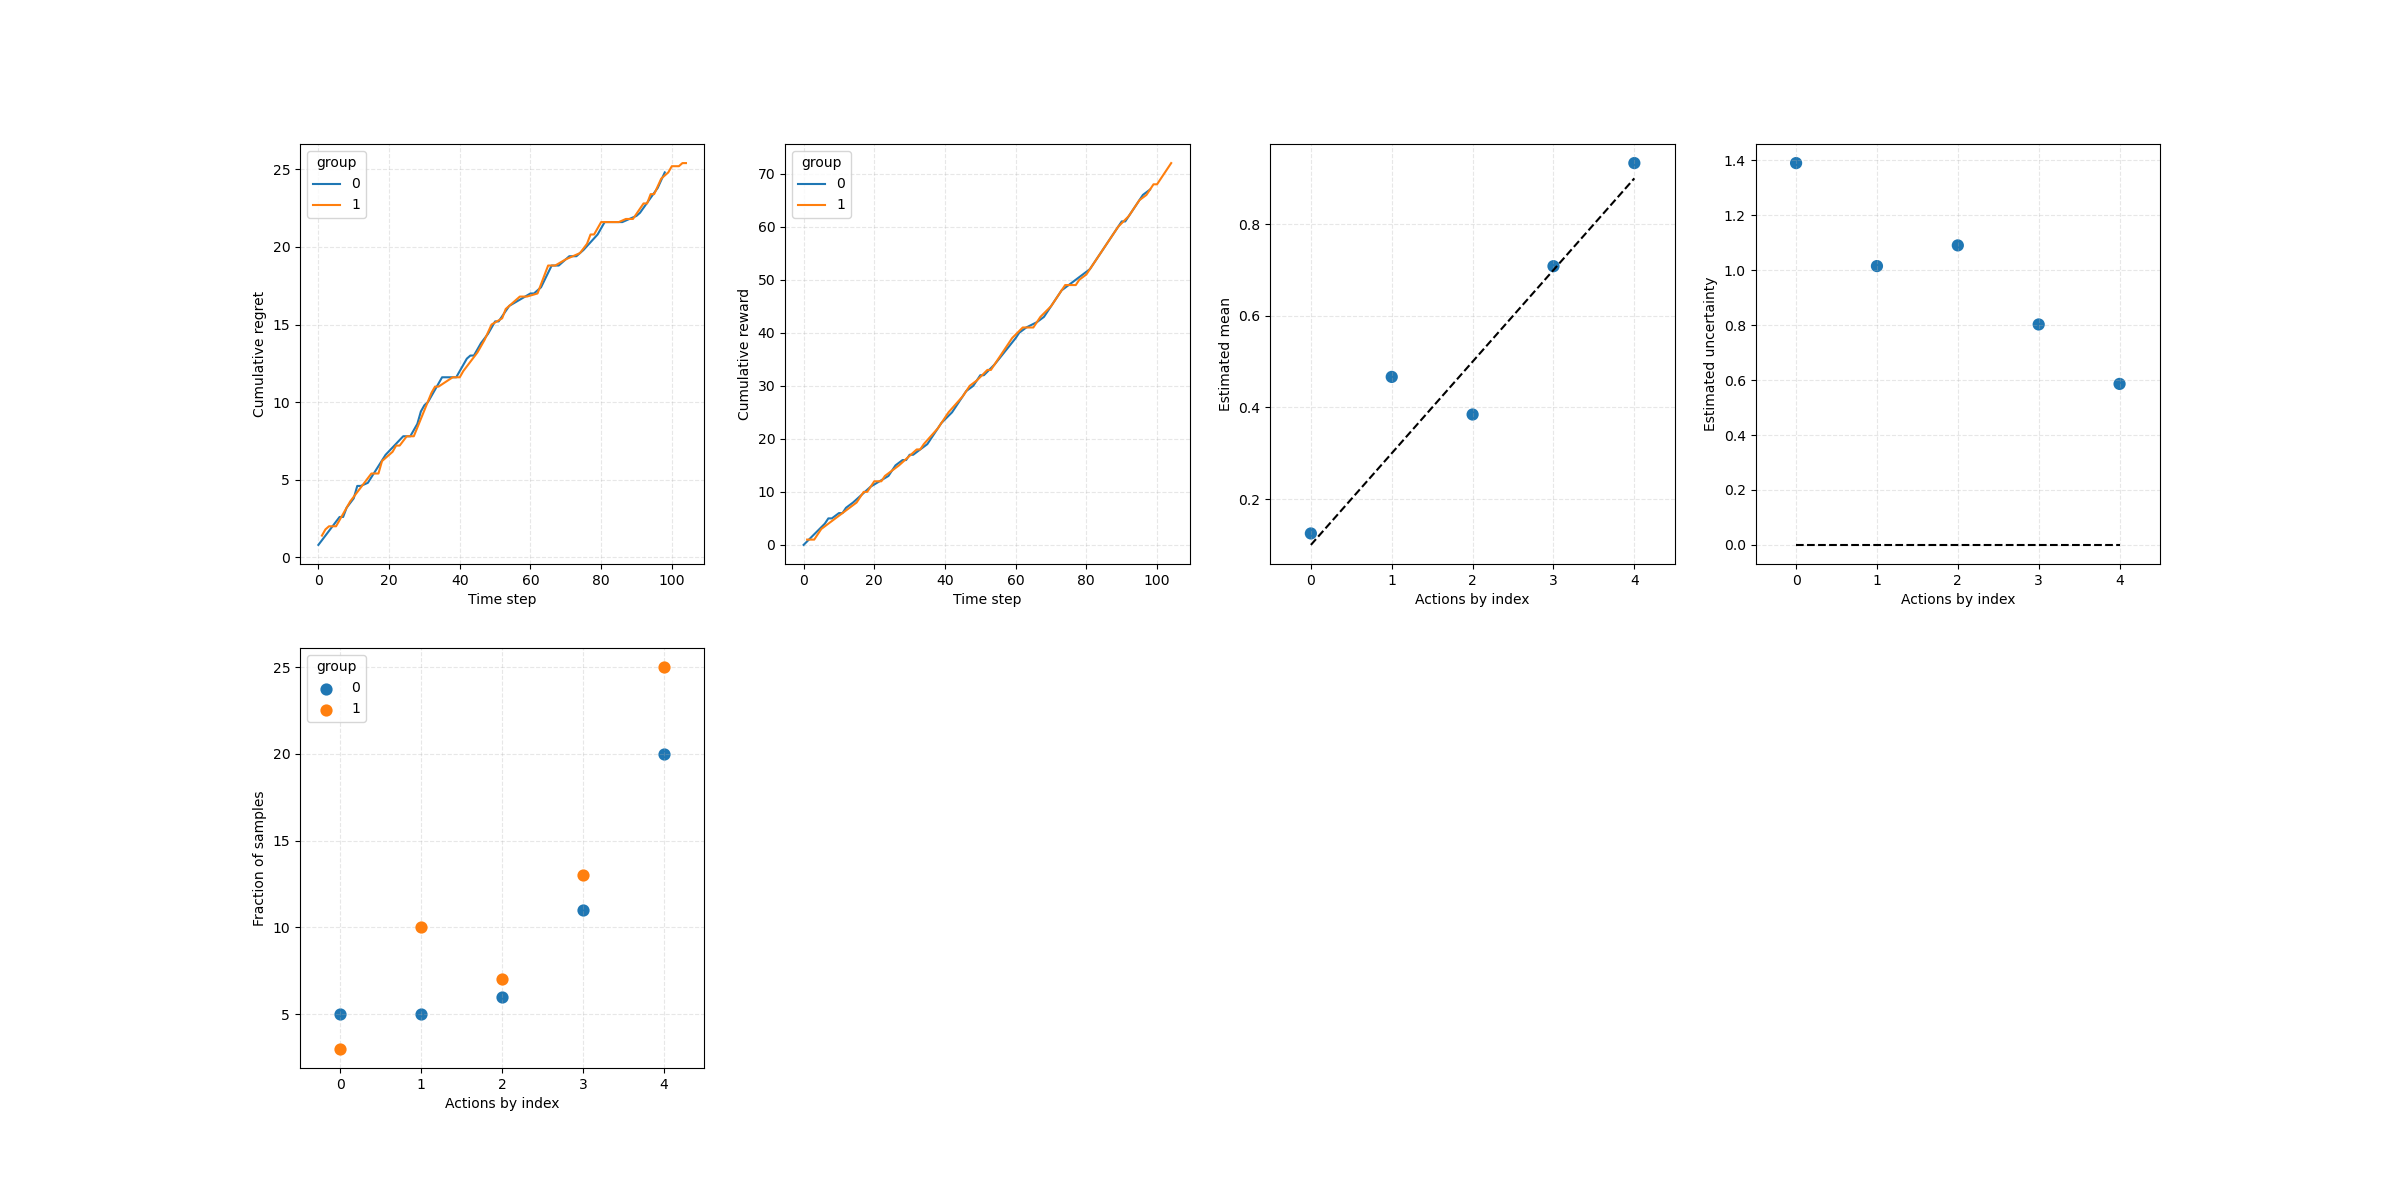 group
0
1
25
20
15
10
5
0
Cumulative regret
0 20 40 60 80 100
Time step
group
0
1
70
60
50
40
30
20
10
0
Cumulative reward
0 20 40 60 80 100
Time step
0.8
0.6
0.4
0.2
Estimated mean
0 1 2 3 4
Actions by index
1.4
1.2
1.0
0.8
0.6
0.4
0.2
0.0
Estimated uncertainty
0 1 2 3 4
Actions by index
group
0
1
25
20
15
10
5
Fraction of samples
0 1 2 3 4
Actions by index